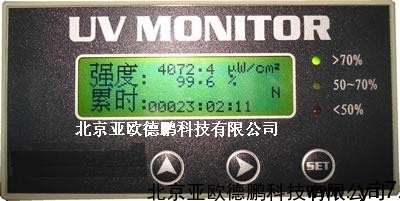 UV MONITOR
强度: 4072.4 μW/cm²
99.6 %
N
累时:00023:02:11
>70%
50~70%
<50%
北京亚欧德鹏科技有限公司
SET
北京亚欧德鹏科技有限公司